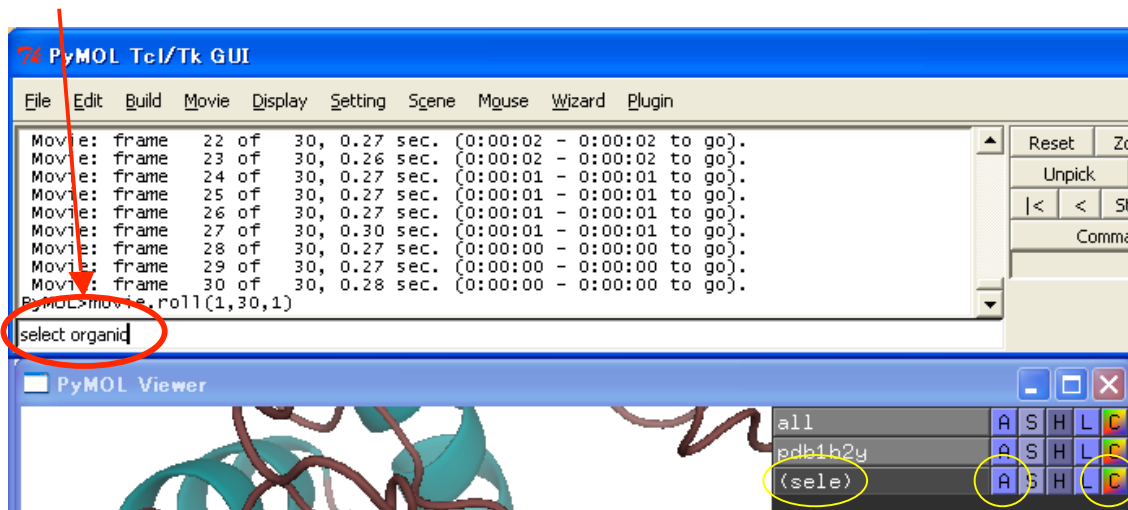 PyMOL Tcl/Tk GUI
File Edit Build Movie Display Setting Scene Mouse Wizard Plugin
Movie: frame 22 of 30, 0.27 sec. (0:00:02 - 0:00:02 to go).
Movie: frame 23 of 30, 0.26 sec. (0:00:02 - 0:00:02 to go).
Movie: frame 24 of 30, 0.27 sec. (0:00:01 - 0:00:01 to go).
Movie: frame 25 of 30, 0.27 sec. (0:00:01 - 0:00:01 to go).
Movie: frame 26 of 30, 0.27 sec. (0:00:01 - 0:00:01 to go).
Movie: frame 27 of 30, 0.30 sec. (0:00:01 - 0:00:01 to go).
Movie: frame 28 of 30, 0.27 sec. (0:00:00 - 0:00:00 to go).
Movie: frame 29 of 30, 0.27 sec. (0:00:00 - 0:00:00 to go).
Movie: frame 30 of 30, 0.28 sec. (0:00:00 - 0:00:00 to go).
PyMOL>movie.roll(1,30,1)
select organic
Reset Zo
Unpick
|< < St
Comma
PyMOL Viewer
all A S H L C
pdb1h2y A S H L C
(sele) A S H L C